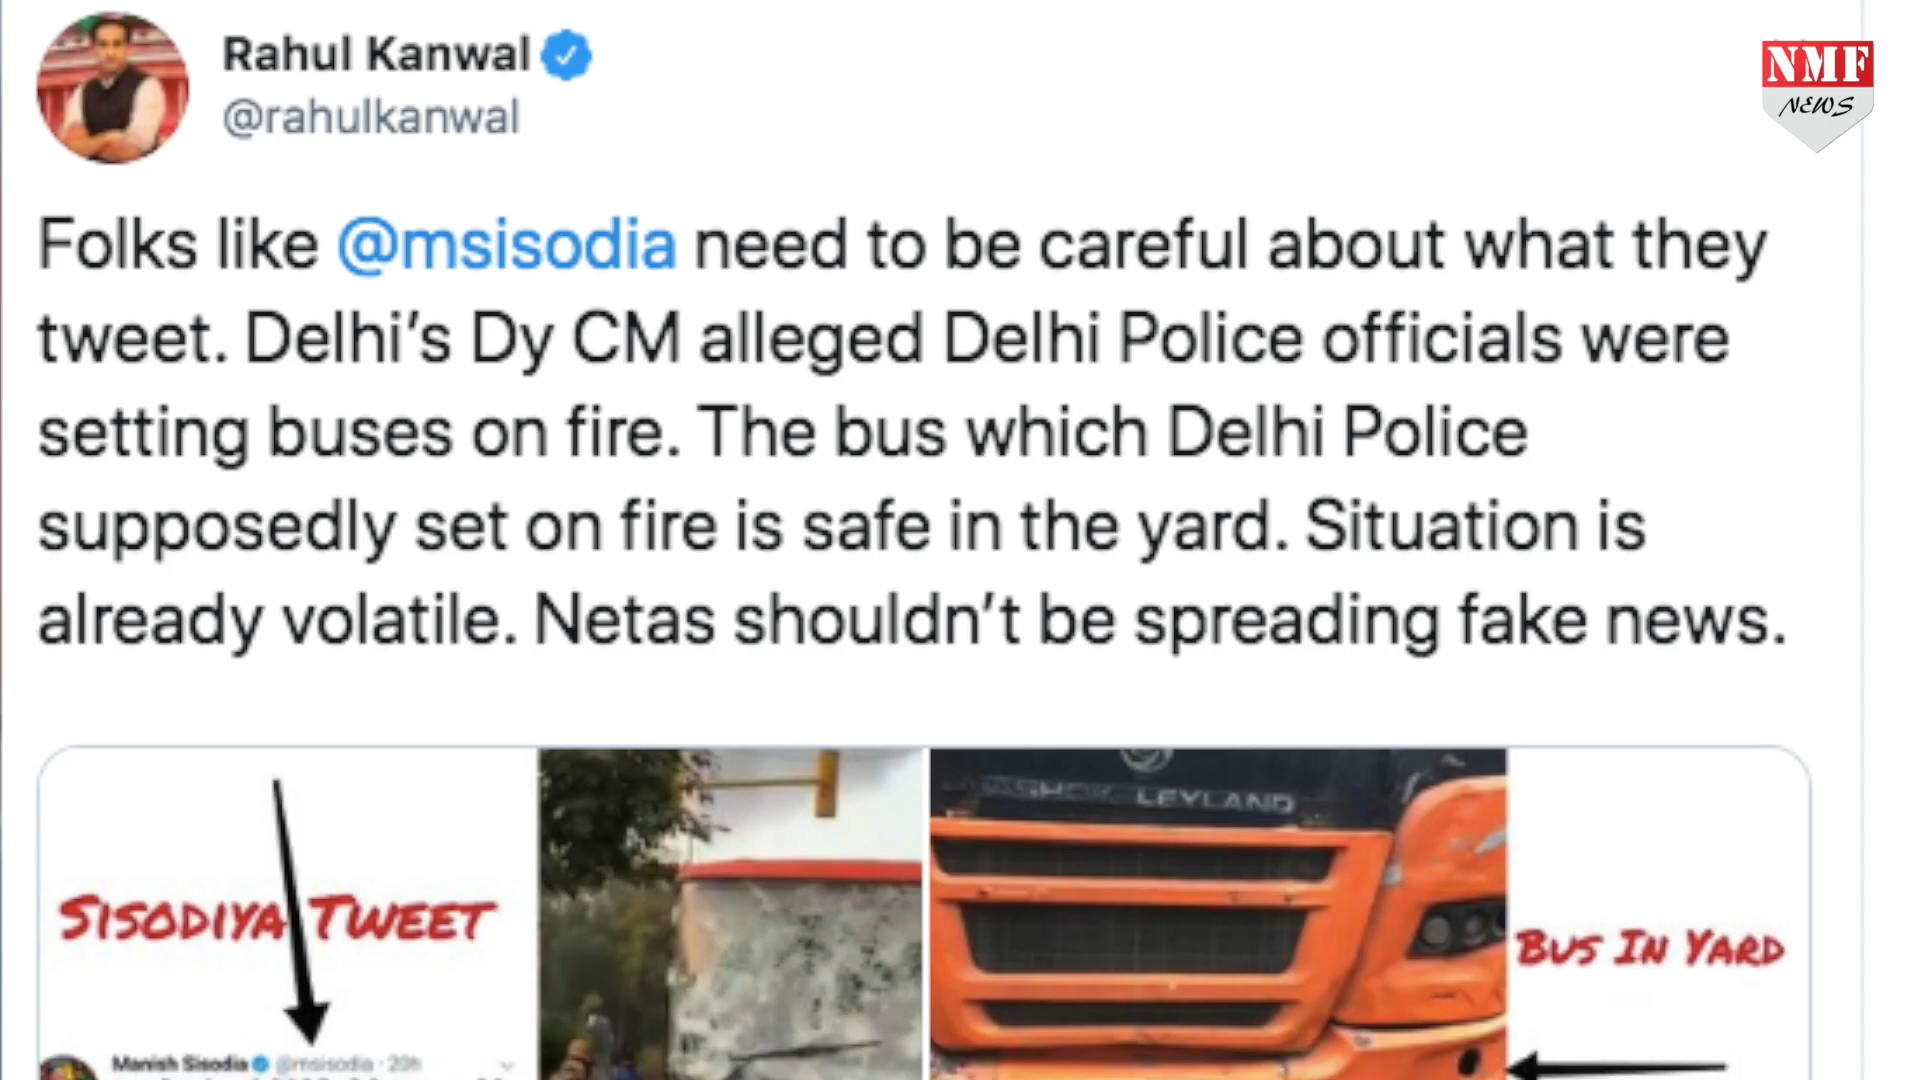 Rahul Kanwal
@rahulkanwal
NMF
NEWS
Folks like @msisodia need to be careful about what they
tweet. Delhi’s Dy CM alleged Delhi Police officials were
setting buses on fire. The bus which Delhi Police
supposedly set on fire is safe in the yard. Situation is
already volatile. Netas shouldn’t be spreading fake news.
SISODIYA TWEET
ASHOK LEYLAND
BUS IN YARD
Manish Sisodia @msisodia · 20h